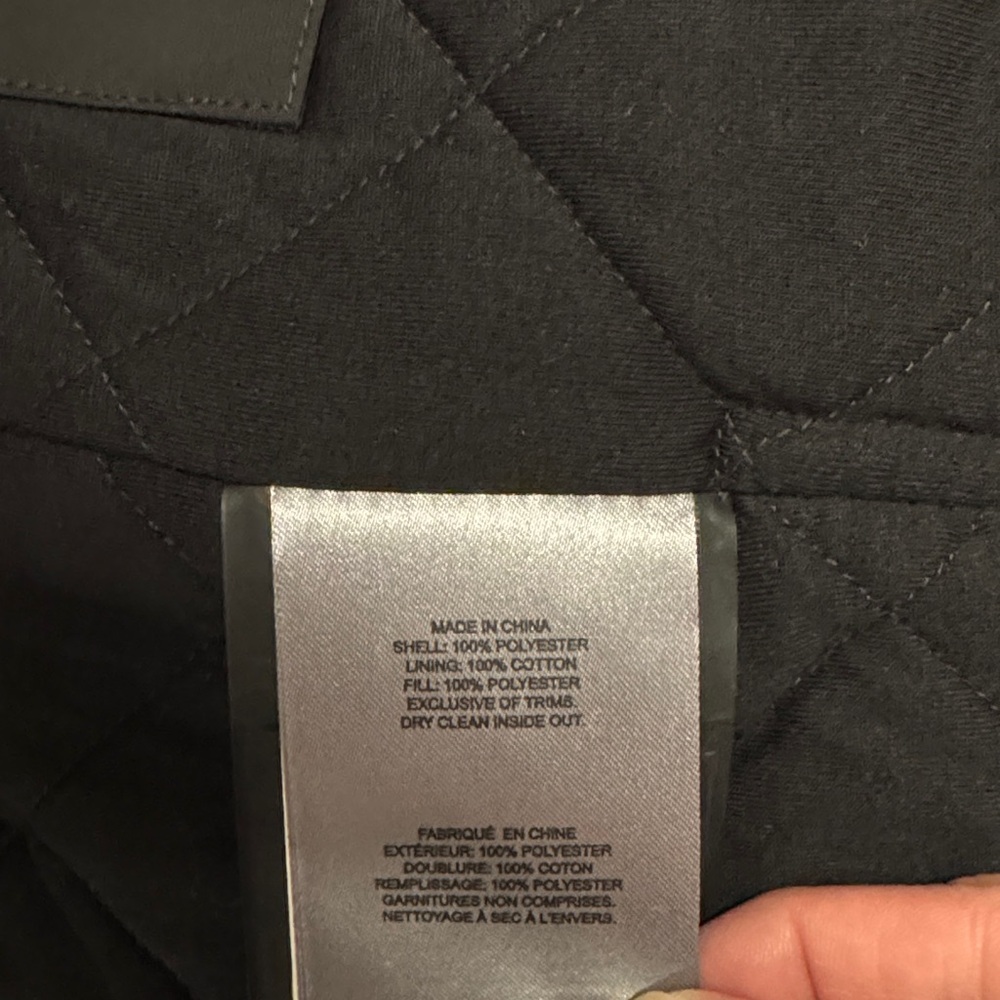 MADE IN CHINA
SHELL: 100% POLYESTER
LINING: 100% COTTON
FILL: 100% POLYESTER
EXCLUSIVE OF TRIMS.
DRY CLEAN INSIDE OUT.
FABRIQUÉ EN CHINE
EXTÉRIEUR: 100% POLYESTER
DOUBLURE: 100% COTON
REMPLISSAGE: 100% POLYESTER
GARNITURES NON COMPRISES.
NETTOYAGE À SEC À L'ENVERS.